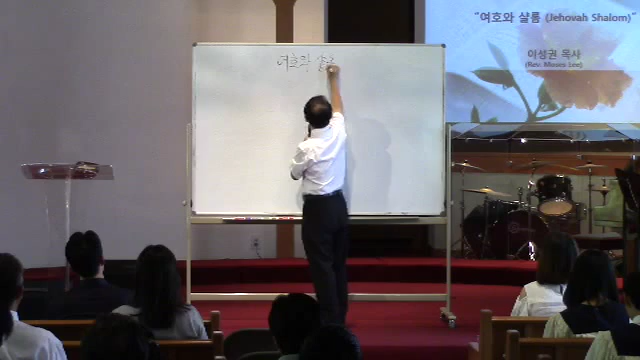 여호와 샬
"여호와 샬롬 (Jehovah Shalom)"
이성권 목사
(Rev. Moses Lee)